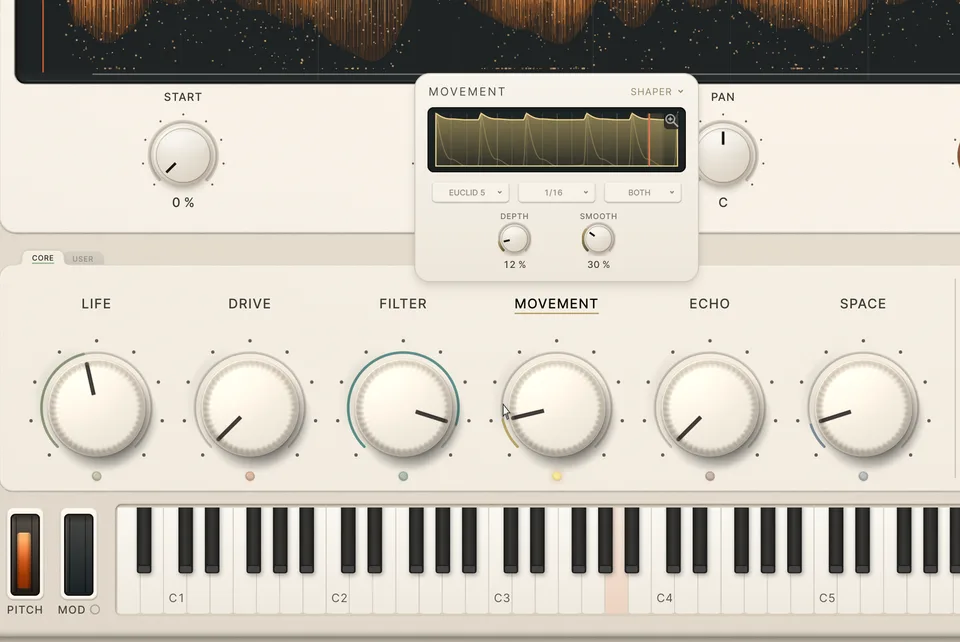 MOVEMENT
SHAPER
START
PAN
EUCLID 5
1/16
BOTH
0 %
C
DEPTH
SMOOTH
12 %
30 %
CORE
USER
LIFE
DRIVE
FILTER
MOVEMENT
ECHO
SPACE
C1
C2
C3
C4
C5
PITCH
MOD